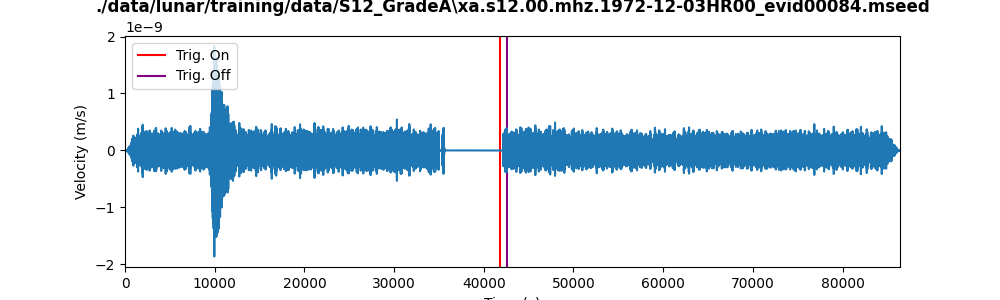 ./data/lunar/training/data/S12_GradeA\xa.s12.00.mhz.1972-12-03HR00_evid00084.mseed
1e−9
Trig. On
Trig. Off
Velocity (m/s)
2
1
0
−1
−2
0 10000 20000 30000 40000 50000 60000 70000 80000